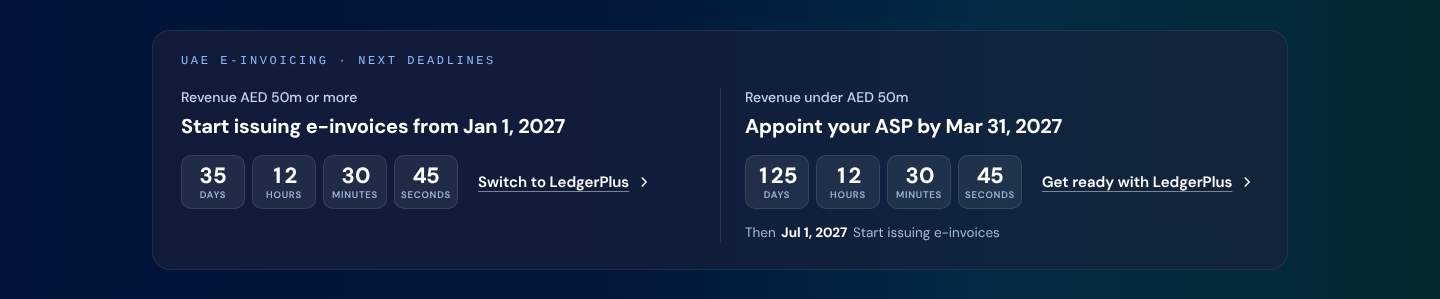 UAE E-INVOICING · NEXT DEADLINES
Revenue AED 50m or more
Start issuing e-invoices from Jan 1, 2027
35 DAYS
12 HOURS
30 MINUTES
45 SECONDS
Switch to LedgerPlus
Revenue under AED 50m
Appoint your ASP by Mar 31, 2027
125 DAYS
12 HOURS
30 MINUTES
45 SECONDS
Get ready with LedgerPlus
Then Jul 1, 2027 Start issuing e-invoices